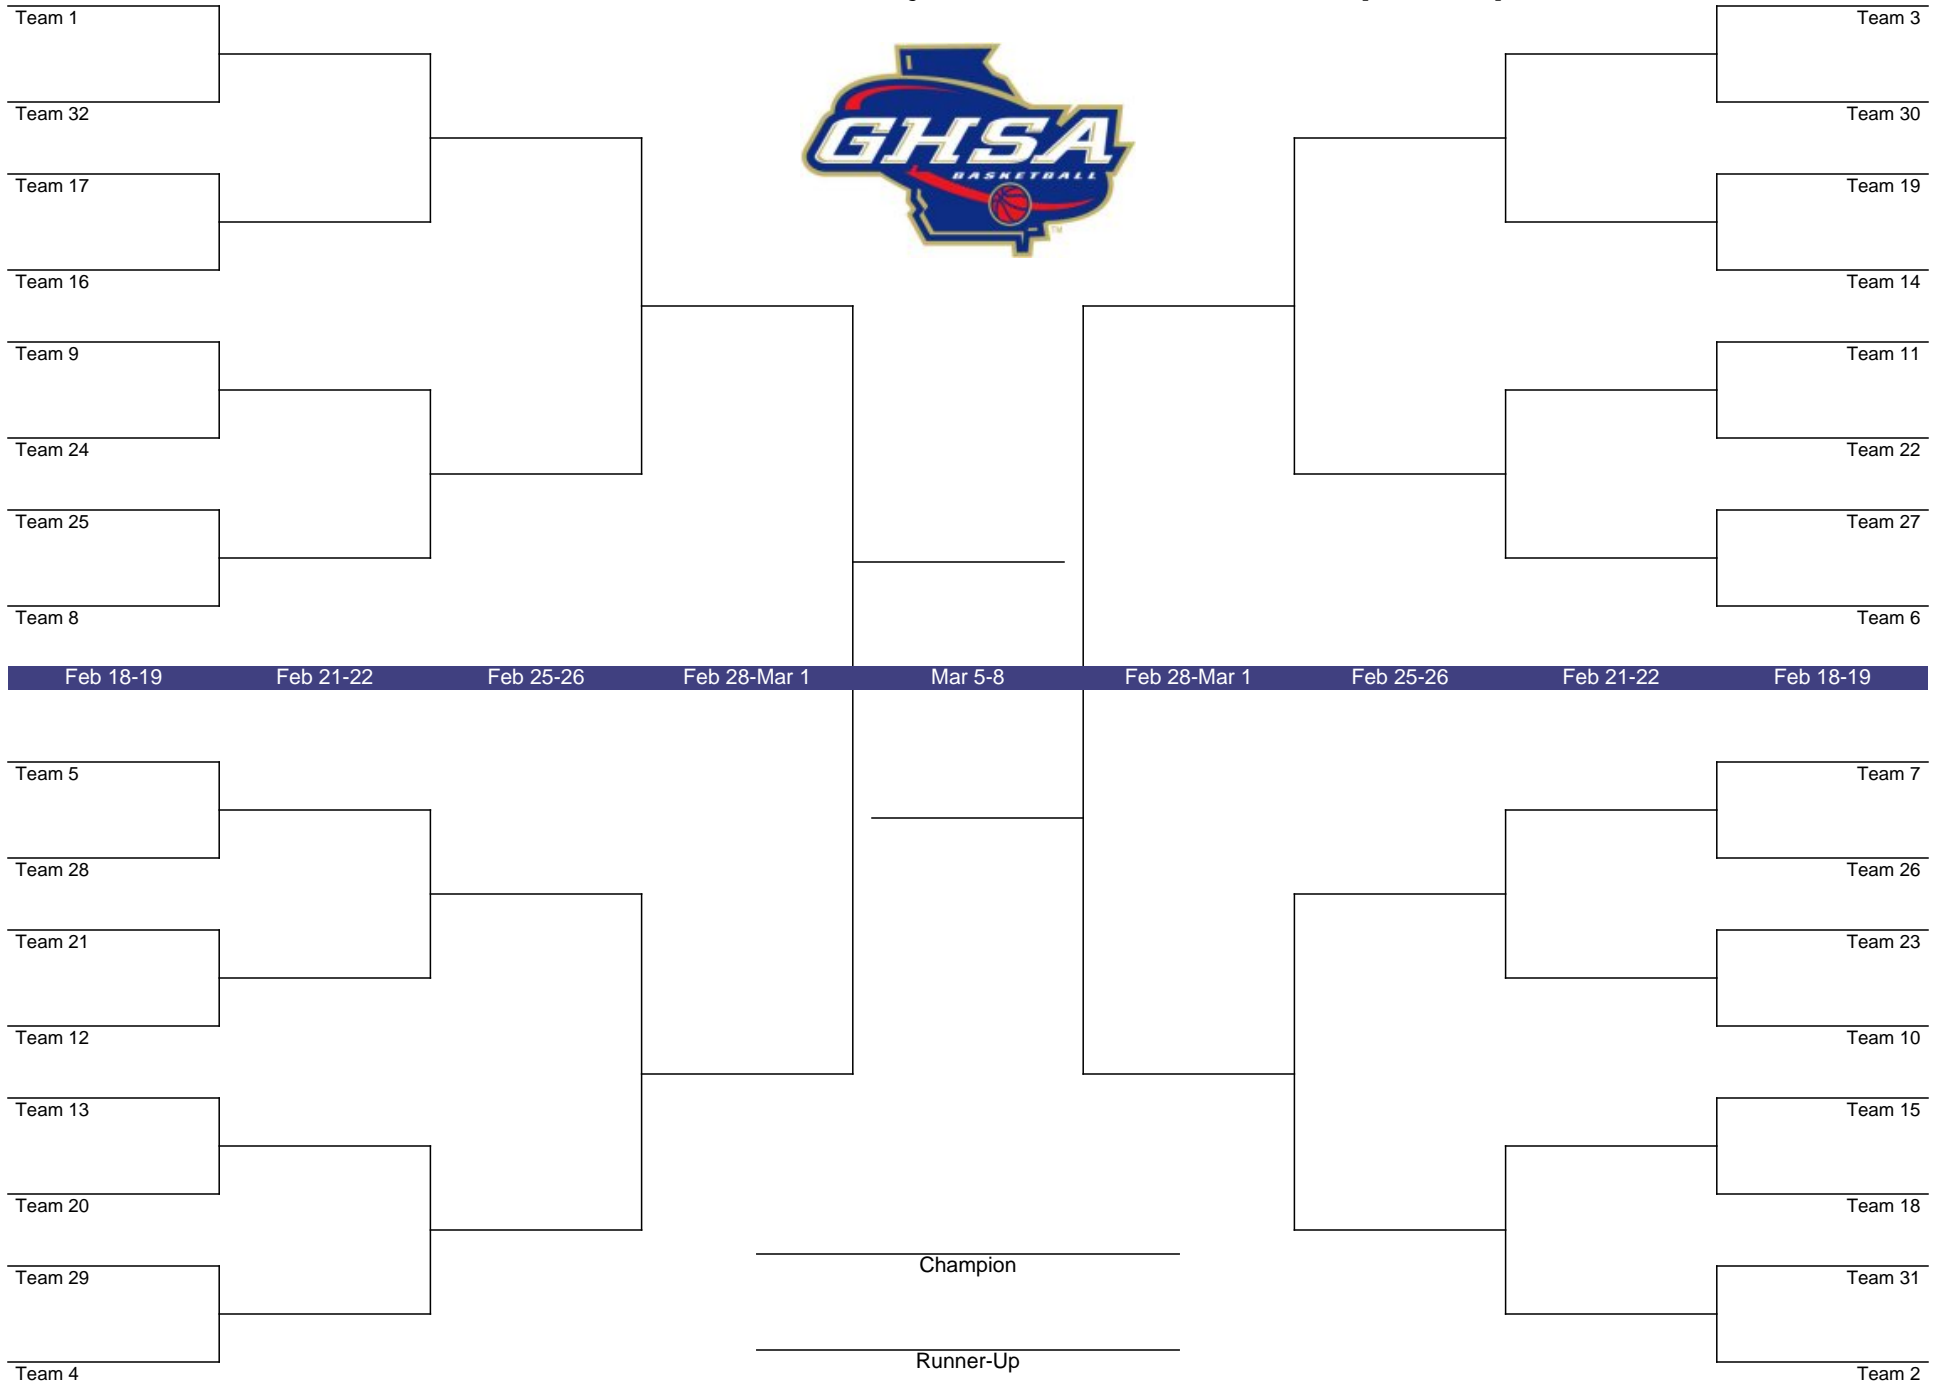 Team 1
Team 3
Team 32
Team 30
GHSA
BASKETBALL
TM
Team 17
Team 19
Team 16
Team 14
Team 9
Team 11
Team 24
Team 22
Team 25
Team 27
Team 8
Team 6
Feb 18-19 Feb 21-22 Feb 25-26 Feb 28-Mar 1 Mar 5-8 Feb 28-Mar 1 Feb 25-26 Feb 21-22 Feb 18-19
Team 5
Team 7
Team 28
Team 26
Team 21
Team 23
Team 12
Team 10
Team 13
Team 15
Team 20
Team 18
Champion
Team 29
Team 31
Runner-Up
Team 4
Team 2